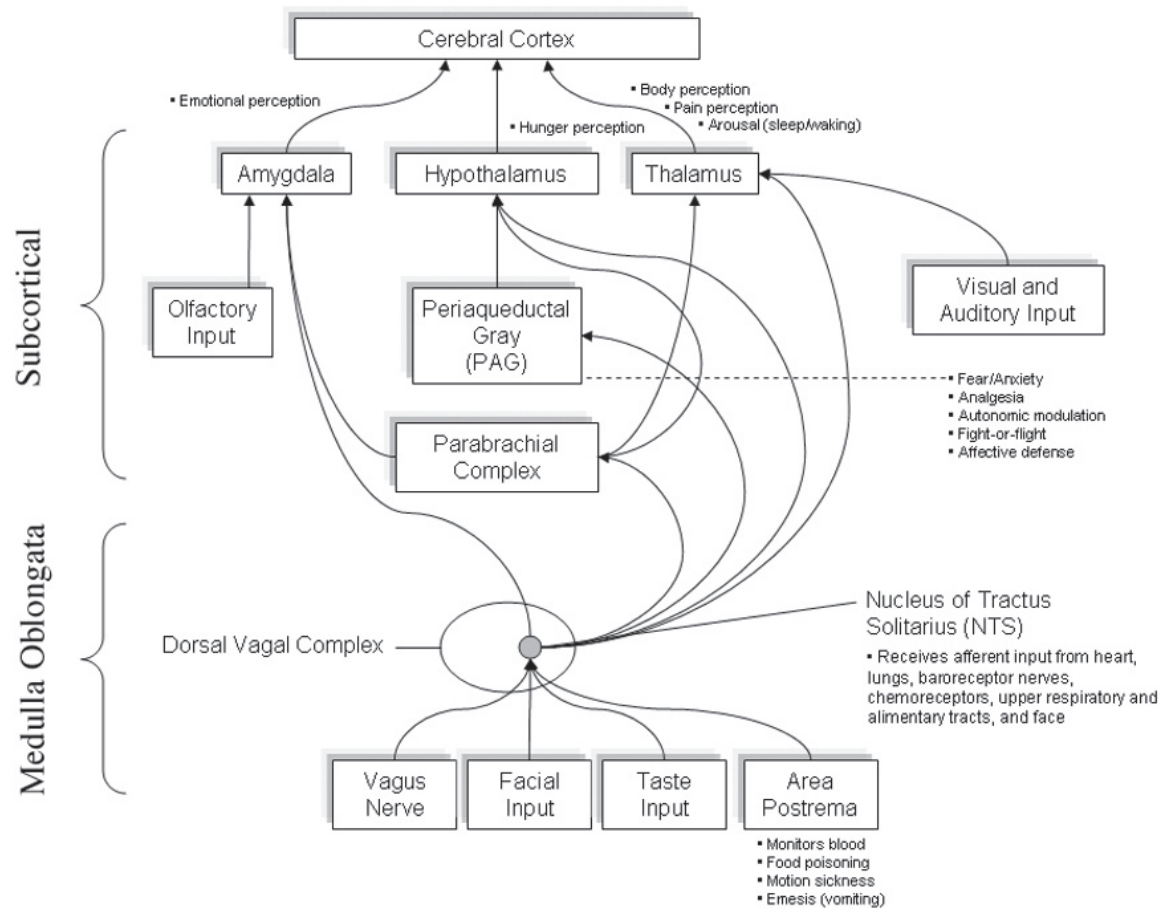 Cerebral Cortex
▪ Emotional perception
▪ Hunger perception
▪ Body perception
▪ Pain perception
▪ Arousal (sleep/waking)
Subcortical
Amygdala
Hypothalamus
Thalamus
Olfactory
Input
Periaqueductal
Gray
(PAG)
Visual and
Auditory Input
▪ Fear/Anxiety
▪ Analgesia
▪ Autonomic modulation
▪ Fight-or-flight
▪ Affective defense
Parabrachial
Complex
Medulla Oblongata
Dorsal Vagal Complex
Nucleus of Tractus
Solitarius (NTS)
▪ Receives afferent input from heart,
lungs, baroreceptor nerves,
chemoreceptors, upper respiratory and
alimentary tracts, and face
Vagus
Nerve
Facial
Input
Taste
Input
Area
Postrema
▪ Monitors blood
▪ Food poisoning
▪ Motion sickness
▪ Emesis (vomiting)